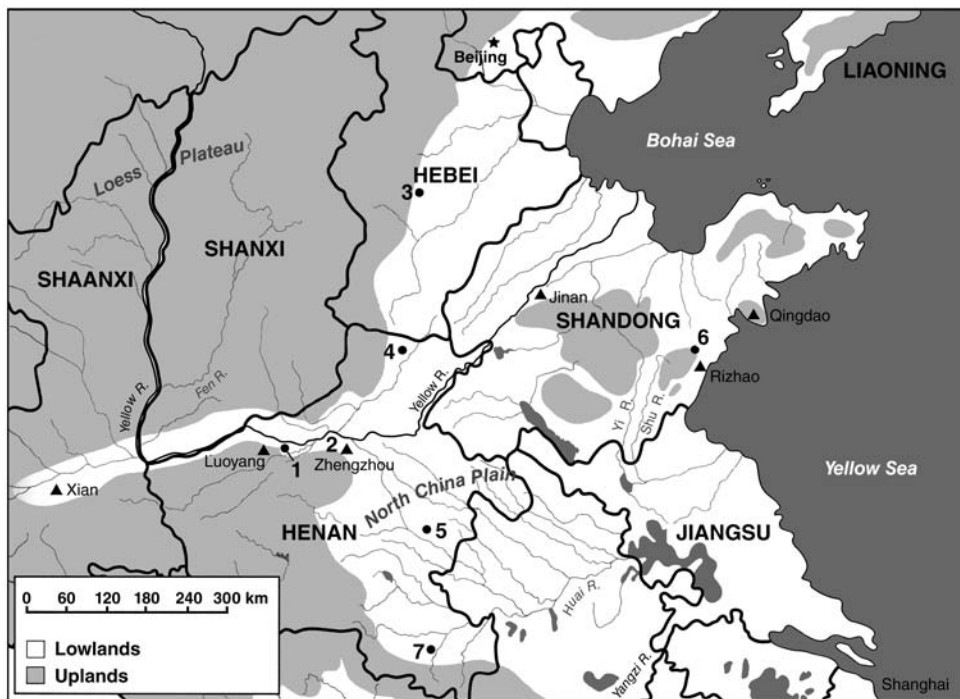 Beijing
LIAONING
Bohai Sea
Loess Plateau
HEBEI
3
SHANXI
SHAANXI
Jinan
SHANDONG
Qingdao
6
4
Rizhao
Yellow R.
Fen R.
Yellow R.
Yi R.
Shu R.
Luoyang
1
2
Zhengzhou
Yellow Sea
Xian
North China Plain
HENAN
5
JIANGSU
Huai R.
7
Yangzi R.
Shanghai
0 60 120 180 240 300 km
Lowlands
Uplands